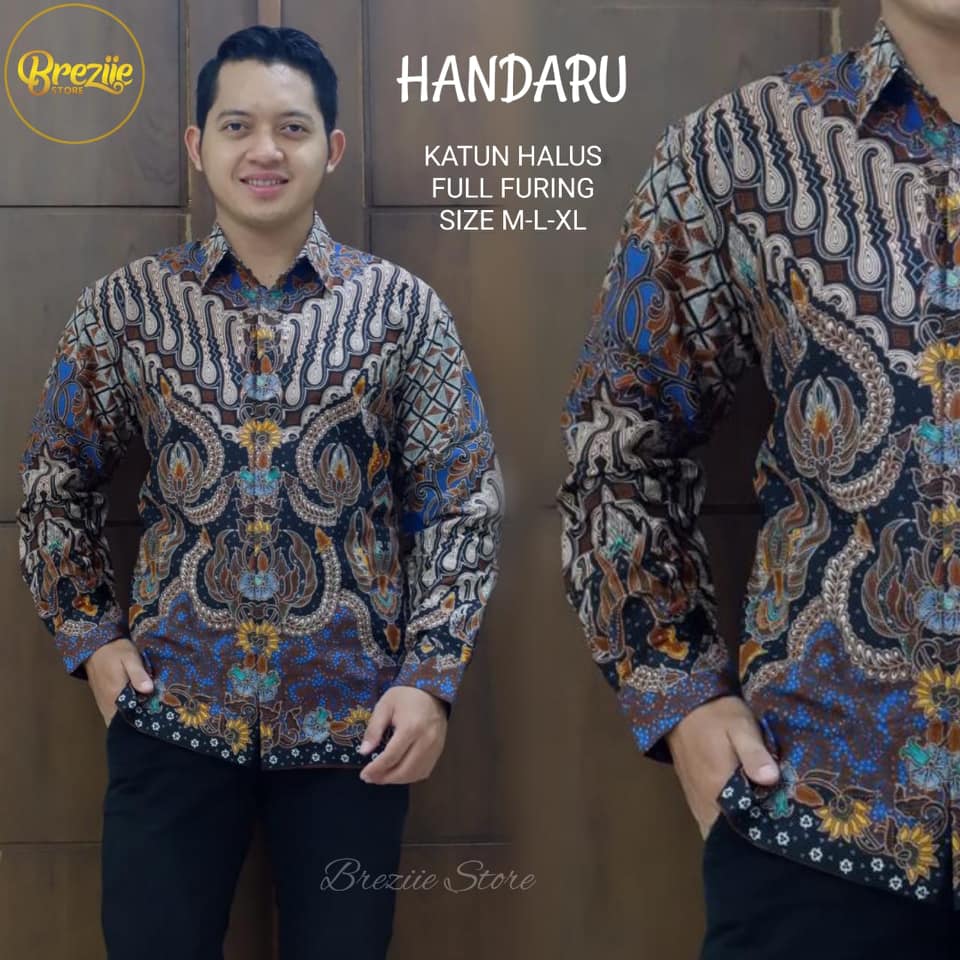 Breziie
STORE
HANDARU
KATUN HALUS
FULL FURING
SIZE M-L-XL
Breziie Store